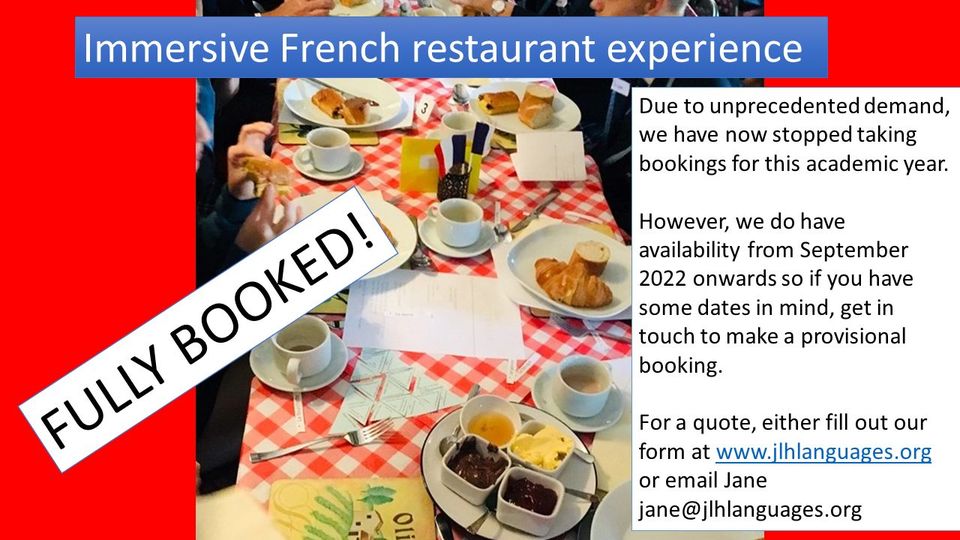 Immersive French restaurant experience
Due to unprecedented demand,
we have now stopped taking
bookings for this academic year.
However, we do have
availability from September
2022 onwards so if you have
some dates in mind, get in
touch to make a provisional
booking.
For a quote, either fill out our
form at www.jlhlanguages.org
or email Jane
jane@jlhlanguages.org
FULLY BOOKED!
3
Oli